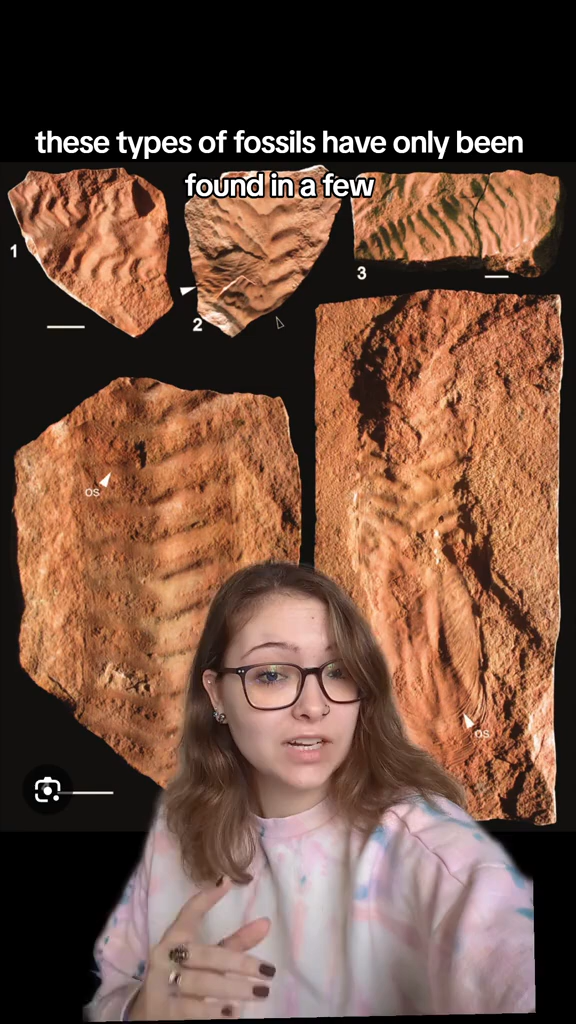 these types of fossils have only been
found in a few
1
2
3
os
os